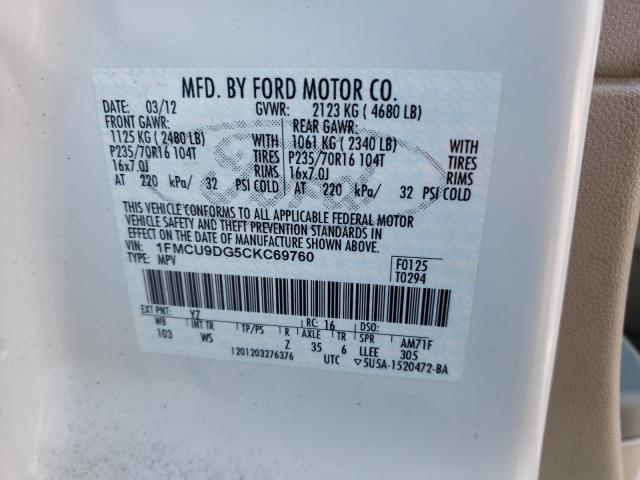 MFD. BY FORD MOTOR CO.
DATE: 03/12 GVWR: 2123 KG ( 4680 LB)
FRONT GAWR: REAR GAWR:
1125 KG ( 2480 LB) WITH 1061 KG ( 2340 LB) WITH
P235/70R16 104T TIRES P235/70R16 104T TIRES
16x7.0J RIMS 16x7.0J RIMS
AT 220 kPa/ 32 PSI COLD AT 220 kPa/ 32 PSI COLD
Ford
THIS VEHICLE CONFORMS TO ALL APPLICABLE FEDERAL MOTOR
VEHICLE SAFETY AND THEFT PREVENTION STANDARDS IN
EFFECT ON THE DATE OF MANUFACTURE SHOWN ABOVE.
VIN: 1FMCU9DG5CKC69760
TYPE: MPV
F0125
T0294
EXT PNT: YZ RC: 16 DSO:
WB INT TR TP/PS R AXLE TR SPR AM71F
103 WS Z 35 6 LLEE 305
1201203276376 UTC ▽5U5A-1520472-BA